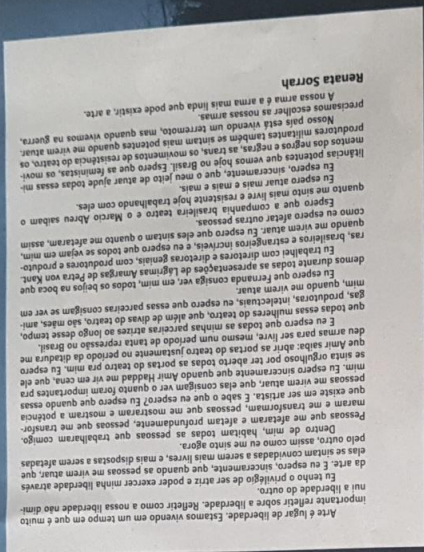 Arte é lugar de liberdade. Estamos vivendo em um tempo em que é muito
importante refletir sobre a liberdade. Refletir como a nossa liberdade não dimi-
nui a liberdade do outro.
Eu tenho o privilégio de ser atriz e poder exercer minha liberdade através
da arte. E eu espero, sinceramente, que quando as pessoas me virem atuar, que
elas se sintam convidadas a serem mais livres, e mais dispostas a serem afetadas
pelo outro, assim como eu me sinto agora.
Dentro de mim, habitam todas as pessoas que trabalharam comigo.
Pessoas que me afetaram e afetam profundamente, pessoas que me transfor-
maram e me transformam, pessoas que me mostraram e mostram a potência
que existe em ser artista. E sabe o que eu espero? Eu espero que quando essas
pessoas me virem atuar, que elas consigam ver o quanto foram importantes pra
mim. Eu espero sinceramente que quando Amir Haddad me vir em cena, que ele
se sinta orgulhoso por ter aberto todas as portas do teatro pra mim. Eu espero
que Amir saiba: abrir as portas do teatro justamente no período da ditadura me
deu armas para ser livre, mesmo num período de tanta repressão no Brasil.
E eu espero que todas as minhas parceiras atrizes ao longo desse tempo,
que todas essas mulheres do teatro, que além de divas do teatro, são mães, ami-
gas, produtoras, intelectuais, eu espero que essas parceiras consigam se ver em
mim, quando me virem atuar.
Eu espero que Fernanda consiga ver, em mim, todos os beijos na boca que
demos durante todas as apresentações de Lágrimas Amargas de Petra von Kant.
Eu trabalhei com diretores e diretoras geniais, com produtores e produto-
ras, brasileiros e estrangeiros incríveis, e eu espero que todos se vejam em mim,
quando me virem atuar. Eu espero que eles sintam o quanto me afetaram, assim
como eu espero afetar outras pessoas.
Espero que a companhia brasileira teatro e o Marcio Abreu saibam o
quanto me sinto mais livre e resistente hoje trabalhando com eles.
Eu espero atuar mais e mais e mais.
Eu espero, sinceramente, que o meu jeito de atuar ajude todas essas mi-
litâncias potentes que vemos hoje no Brasil. Espero que as feministas, os movi-
mentos dos negros e negras, as trans, os movimentos de resistência do teatro, os
produtores militantes também se sintam mais potentes quando me virem atuar.
Nosso país está vivendo um terremoto, mas quando vivemos na guerra,
precisamos escolher as nossas armas.
A nossa arma é a arma mais linda que pode existir, a arte.
Renata Sorrah